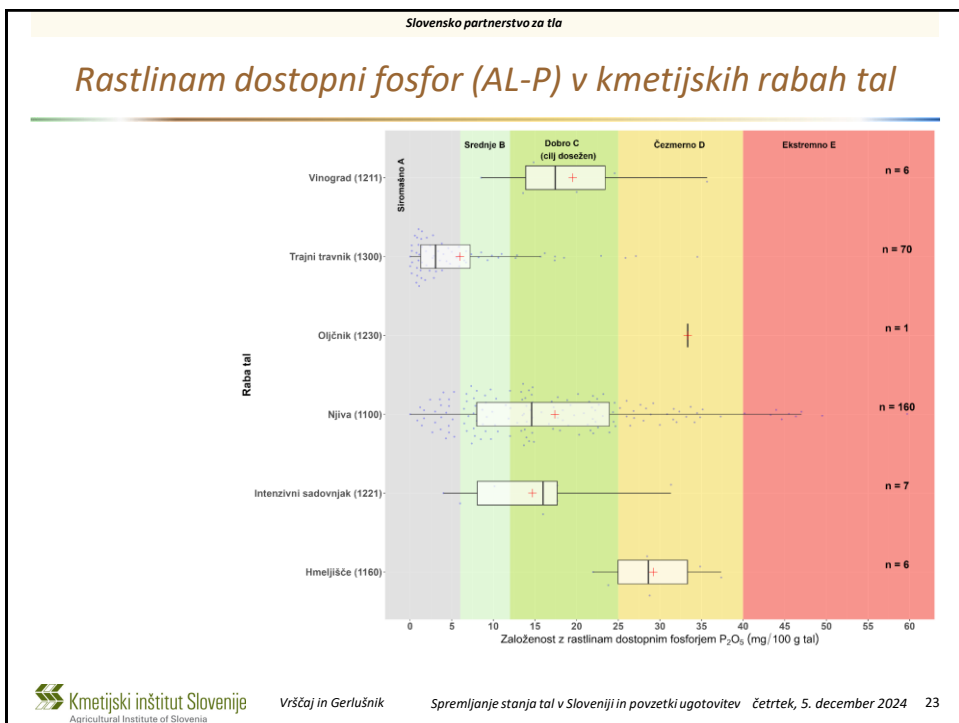 Slovensko partnerstvo za tla
Rastlinam dostopni fosfor (AL-P) v kmetijskih rabah tal
Siromašno A
Srednje B
Dobro C
(cilj dosežen)
Čezmerno D
Ekstremno E
Vinograd (1211)
n = 6
Trajni travnik (1300)
n = 70
Oljčnik (1230)
n = 1
Raba tal
Njiva (1100)
n = 160
Intenzivni sadovnjak (1221)
n = 7
Hmeljišče (1160)
n = 6
0 5 10 15 20 25 30 35 40 45 50 55 60
Založenost z rastlinam dostopnim fosforjem P₂O₅ (mg/100 g tal)
Kmetijski inštitut Slovenije
Agricultural Institute of Slovenia
Vrščaj in Gerlušnik
Spremljanje stanja tal v Sloveniji in povzetki ugotovitev
četrtek, 5. december 2024
23